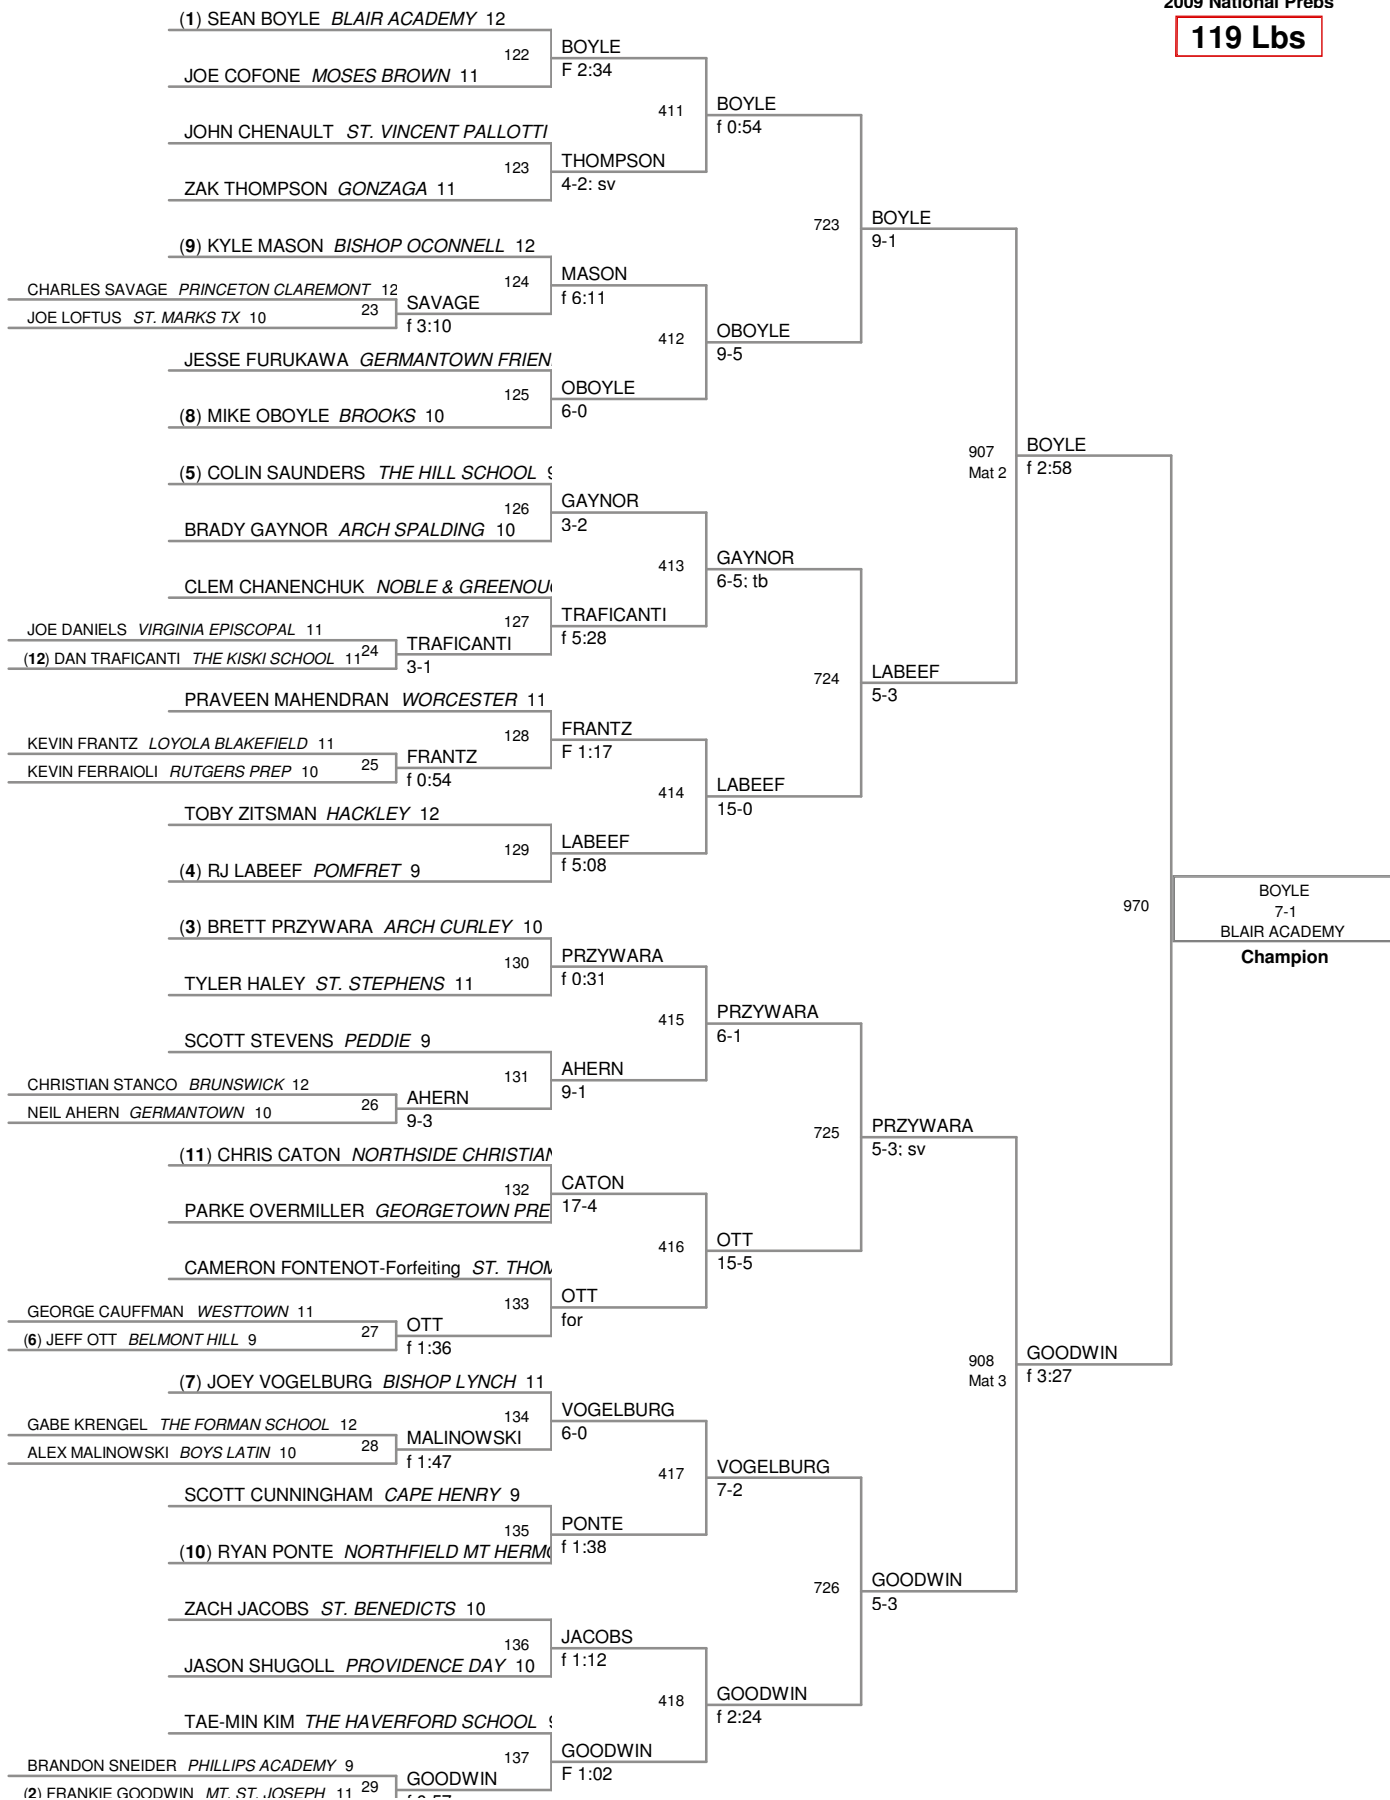 2009 National Preps
119 Lbs
(1) SEAN BOYLE BLAIR ACADEMY 12
122
BOYLE
F 2:34
JOE COFONE MOSES BROWN 11
411
BOYLE
f 0:54
JOHN CHENAULT ST. VINCENT PALLOTTI
123
THOMPSON
4-2: sv
ZAK THOMPSON GONZAGA 11
723
BOYLE
9-1
(9) KYLE MASON BISHOP OCONNELL 12
124
MASON
f 6:11
CHARLES SAVAGE PRINCETON CLAREMONT 12
23
SAVAGE
f 3:10
JOE LOFTUS ST. MARKS TX 10
412
OBOYLE
9-5
JESSE FURUKAWA GERMANTOWN FRIEN
125
OBOYLE
6-0
(8) MIKE OBOYLE BROOKS 10
907
Mat 2
BOYLE
f 2:58
(5) COLIN SAUNDERS THE HILL SCHOOL 9
126
GAYNOR
3-2
BRADY GAYNOR ARCH SPALDING 10
413
GAYNOR
6-5: tb
CLEM CHANENCHUK NOBLE & GREENOU
127
TRAFICANTI
f 5:28
JOE DANIELS VIRGINIA EPISCOPAL 11
24
TRAFICANTI
3-1
(12) DAN TRAFICANTI THE KISKI SCHOOL 11
724
LABEEF
5-3
PRAVEEN MAHENDRAN WORCESTER 11
128
FRANTZ
F 1:17
KEVIN FRANTZ LOYOLA BLAKEFIELD 11
25
FRANTZ
f 0:54
KEVIN FERRAIOLI RUTGERS PREP 10
414
LABEEF
15-0
TOBY ZITSMAN HACKLEY 12
129
LABEEF
f 5:08
(4) RJ LABEEF POMFRET 9
970
BOYLE
7-1
BLAIR ACADEMY
Champion
(3) BRETT PRZYWARA ARCH CURLEY 10
130
PRZYWARA
f 0:31
TYLER HALEY ST. STEPHENS 11
415
PRZYWARA
6-1
SCOTT STEVENS PEDDIE 9
131
AHERN
9-1
CHRISTIAN STANCO BRUNSWICK 12
26
AHERN
9-3
NEIL AHERN GERMANTOWN 10
725
PRZYWARA
5-3: sv
(11) CHRIS CATON NORTHSIDE CHRISTIAN
132
CATON
17-4
PARKE OVERMILLER GEORGETOWN PRE
416
OTT
15-5
CAMERON FONTENOT-Forfeiting ST. THOM
133
OTT
for
GEORGE CAUFFMAN WESTTOWN 11
27
OTT
f 1:36
(6) JEFF OTT BELMONT HILL 9
908
Mat 3
GOODWIN
f 3:27
(7) JOEY VOGELBURG BISHOP LYNCH 11
134
VOGELBURG
6-0
GABE KRENGEL THE FORMAN SCHOOL 12
28
MALINOWSKI
f 1:47
ALEX MALINOWSKI BOYS LATIN 10
417
VOGELBURG
7-2
SCOTT CUNNINGHAM CAPE HENRY 9
135
PONTE
f 1:38
(10) RYAN PONTE NORTHFIELD MT HERMO
726
GOODWIN
5-3
ZACH JACOBS ST. BENEDICTS 10
136
JACOBS
f 1:12
JASON SHUGOLL PROVIDENCE DAY 10
418
GOODWIN
f 2:24
TAE-MIN KIM THE HAVERFORD SCHOOL 9
137
GOODWIN
F 1:02
BRANDON SNEIDER PHILLIPS ACADEMY 9
29
GOODWIN
(2) FRANKIE GOODWIN MT. ST. JOSEPH 11